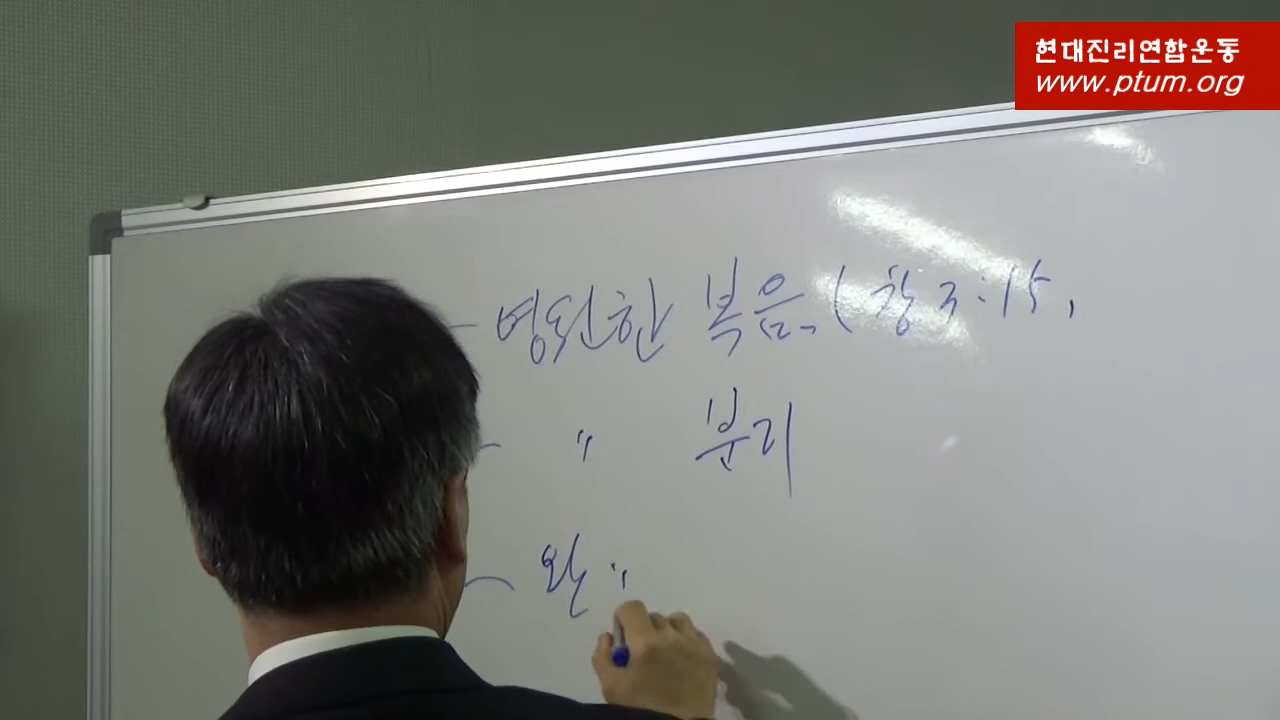 현대진리연합운동
www.ptum.org
- 영원한 복음 (창 3:15,
- 〃 분리
- 완 〃